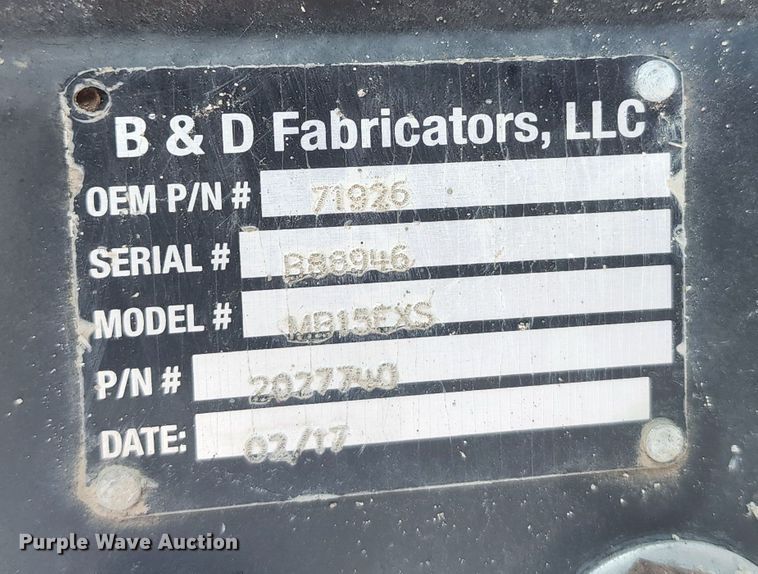 B & D Fabricators, LLC
OEM P/N # 71926
SERIAL # B88946
MODEL # MB15EXS
P/N # 2027740
DATE: 02/17
Purple Wave Auction